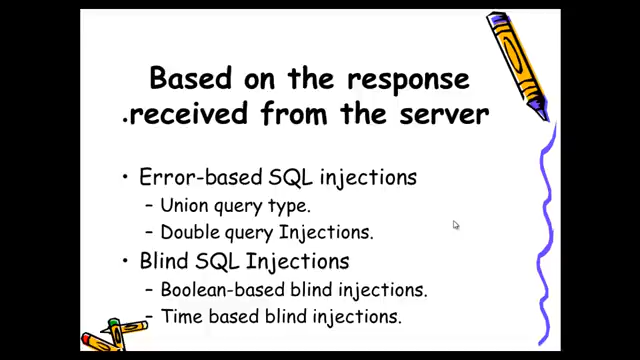 Based on the response
.received from the server
• Error-based SQL injections
– Union query type.
– Double query Injections.
• Blind SQL Injections
– Boolean-based blind injections.
– Time based blind injections.